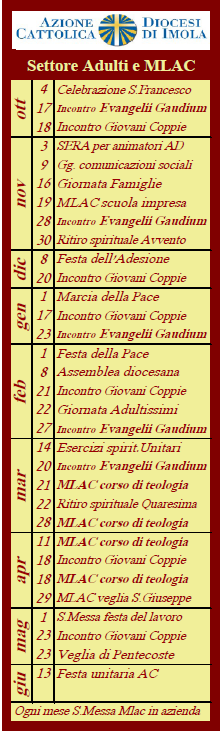 AZIONE CATTOLICA
DIOCESI DI IMOLA
Settore Adulti e MLAC
ott
4 Celebrazione S.Francesco
17 Incontro Evangelii Gaudium
18 Incontro Giovani Coppie
nov
3 SFRA per animatori AD
9 Gg. comunicazioni sociali
16 Giornata Famiglie
19 MLAC scuola impresa
28 Incontro Evangelii Gaudium
30 Ritiro spirituale Avvento
dic
8 Festa dell'Adesione
20 Incontro Giovani Coppie
gen
1 Marcia della Pace
17 Incontro Giovani Coppie
23 Incontro Evangelii Gaudium
feb
1 Festa della Pace
8 Assemblea diocesana
21 Incontro Giovani Coppie
22 Giornata Adultissimi
27 Incontro Evangelii Gaudium
mar
14 Esercizi spirit.Unitari
20 Incontro Evangelii Gaudium
21 MLAC corso di teologia
22 Ritiro spirituale Quaresima
28 MLAC corso di teologia
apr
11 MLAC corso di teologia
18 Incontro Giovani Coppie
18 MLAC corso di teologia
29 MLAC veglia S.Giuseppe
mag
1 S.Messa festa del lavoro
23 Incontro Giovani Coppie
23 Veglia di Pentecoste
giu
13 Festa unitaria AC
Ogni mese S.Messa Mlac in azienda